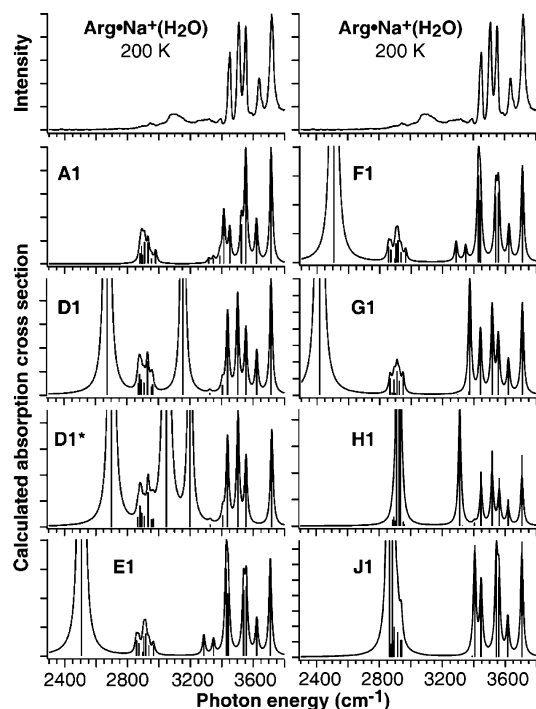 Intensity
Arg•Na⁺(H₂O)
200 K
Arg•Na⁺(H₂O)
200 K
Calculated absorption cross section
A1
F1
D1
G1
D1*
H1
E1
J1
2400 2800 3200 3600 2400 2800 3200 3600
Photon energy (cm⁻¹)